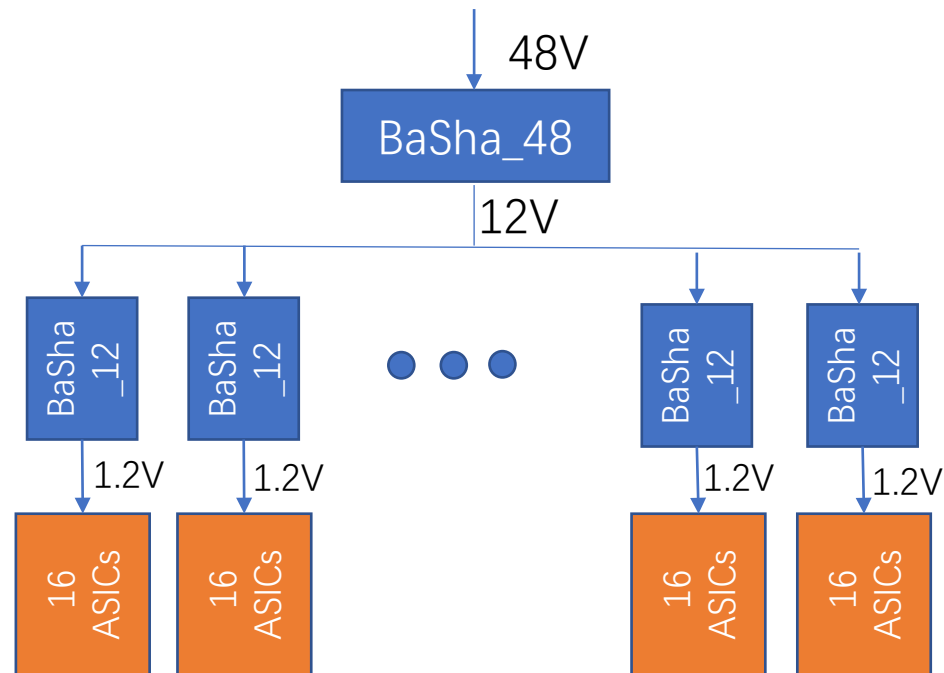 48V
BaSha_48
12V
BaSha
_12
BaSha
_12
BaSha
_12
BaSha
_12
1.2V
1.2V
1.2V
1.2V
16
ASICs
16
ASICs
16
ASICs
16
ASICs